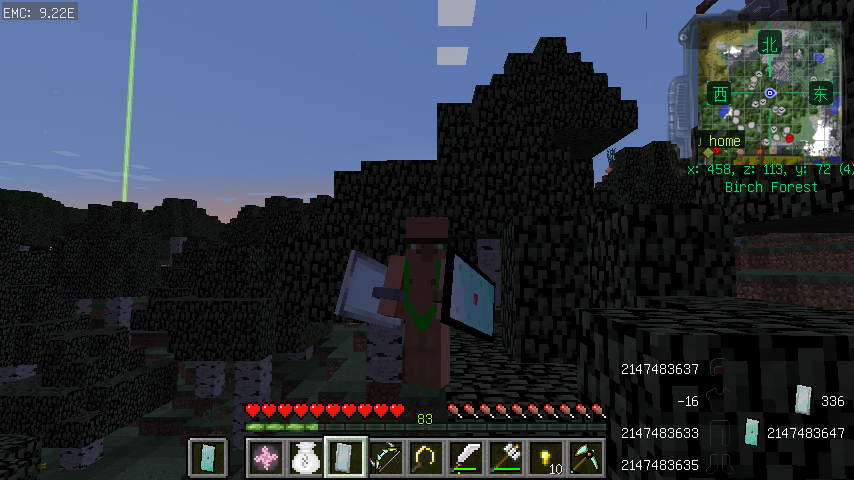 EMC: 9.22E
北
西
东
home
x: 458, z: 113, y: 72 (4)
Birch Forest
2147483637
-16
336
2147483633
2147483647
2147483635
83
10